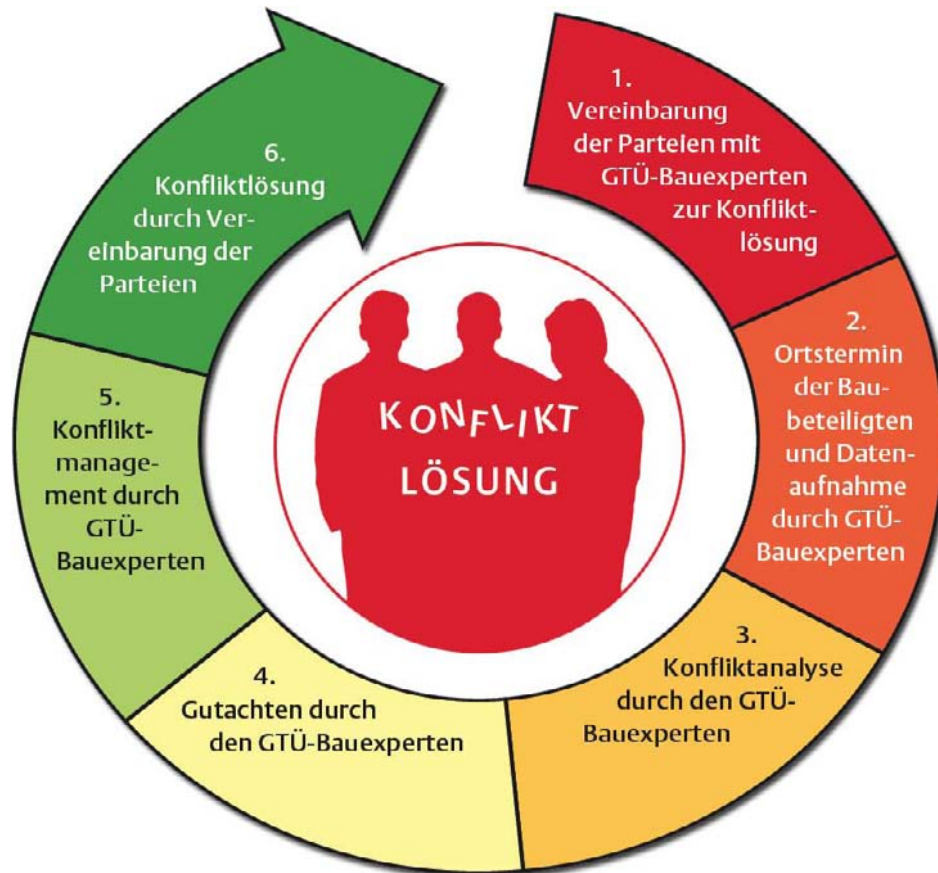 1.
Vereinbarung
der Parteien mit
GTÜ-Bauexperten
zur Konflikt-
lösung
2.
Ortstermin
der Bau-
beteiligten
und Daten-
aufnahme
durch GTÜ-
Bauexperten
3.
Konfliktanalyse
durch den GTÜ-
Bauexperten
4.
Gutachten durch
den GTÜ-Bauexperten
5.
Konflikt-
manage-
ment durch
GTÜ-
Bauexperten
6.
Konfliktlösung
durch Ver-
einbarung der
Parteien
KONFLIKT
LÖSUNG